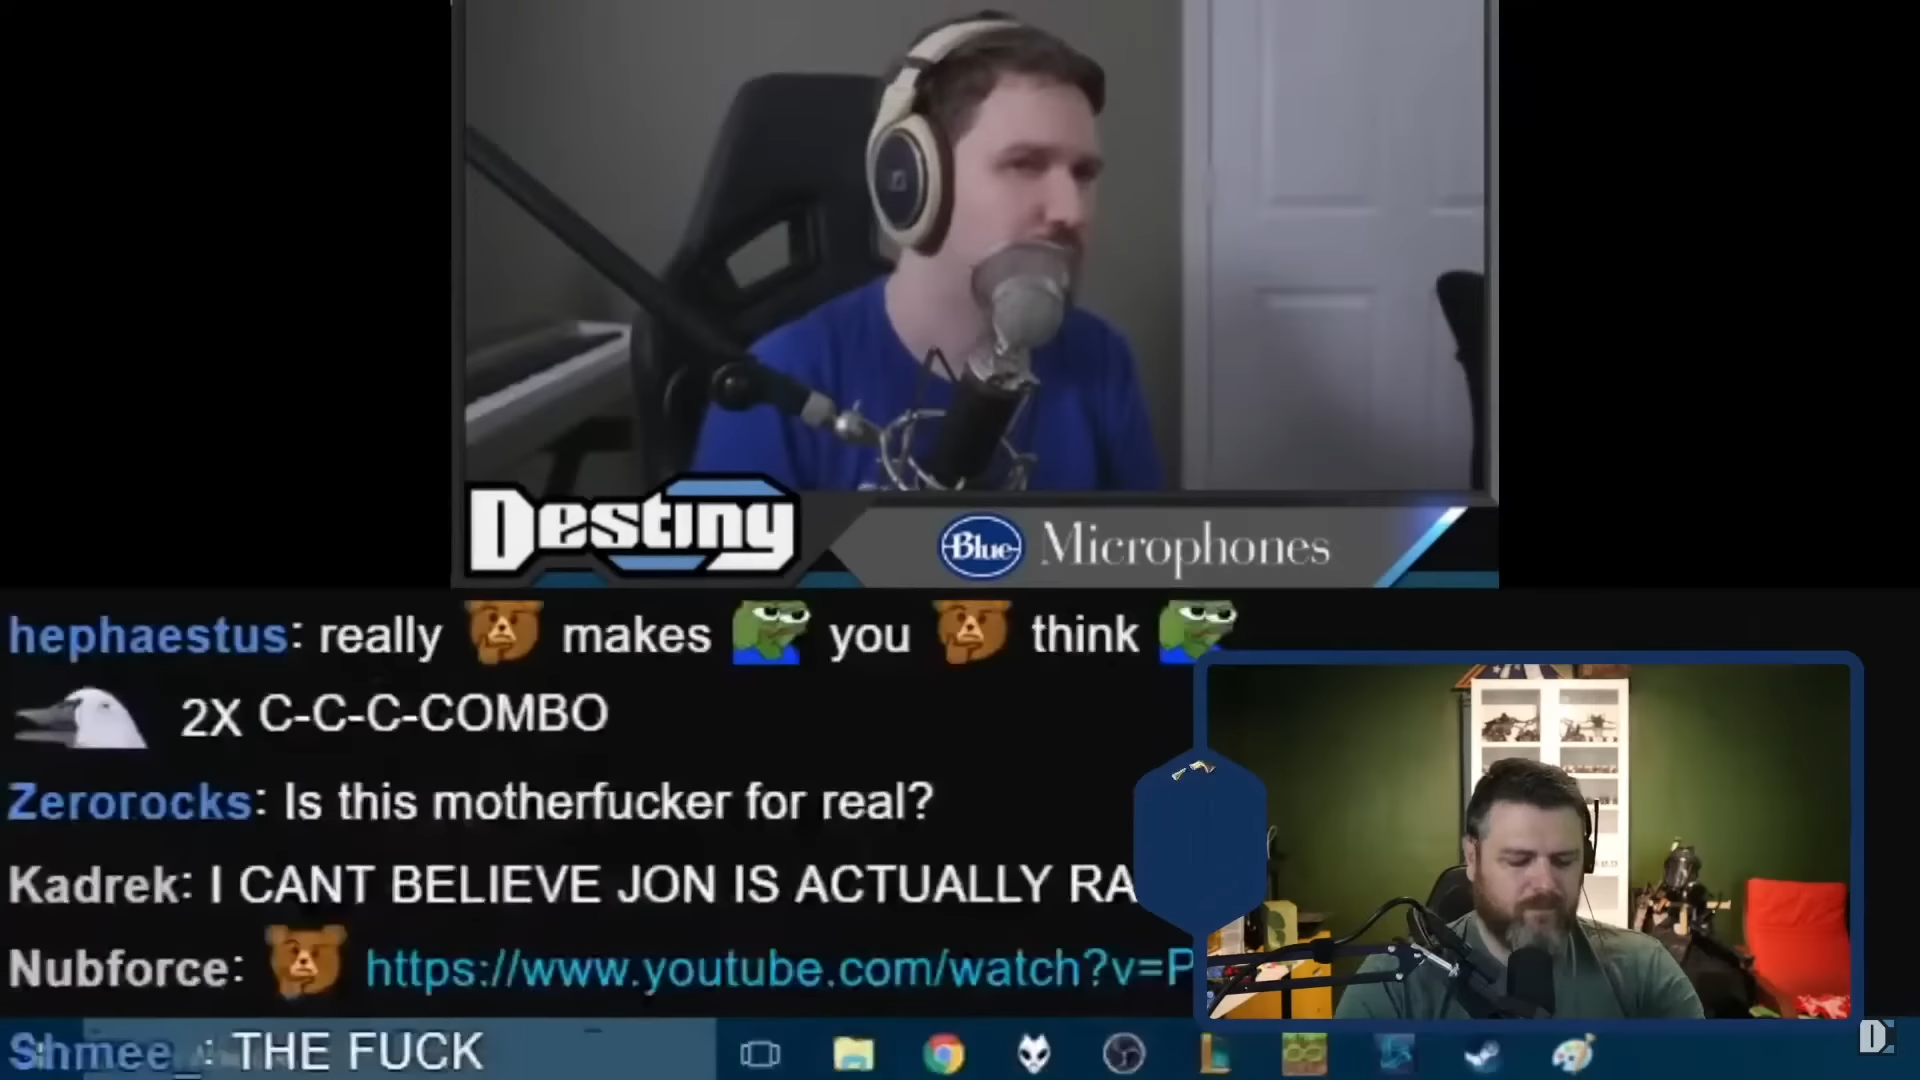 Destiny
Blue Microphones
hephaestus: really makes you think
2X C-C-C-COMBO
Zerorocks: Is this motherfucker for real?
Kadrek: I CANT BELIEVE JON IS ACTUALLY RA
Nubforce: https://www.youtube.com/watch?v=P
Shmee_: THE FUCK
D